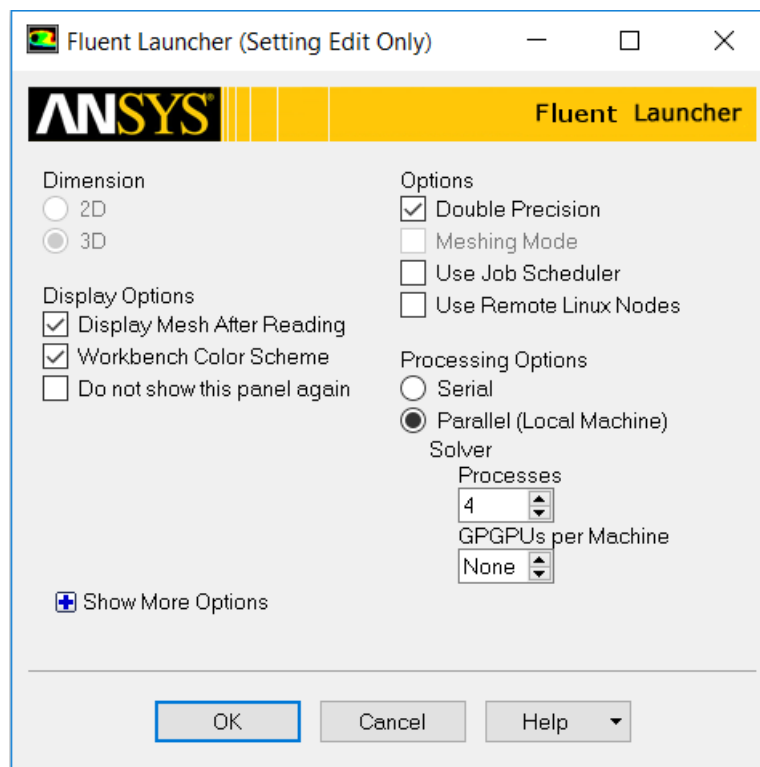 Fluent Launcher (Setting Edit Only)
ANSYS
Fluent Launcher
Dimension
2D
3D
Display Options
Display Mesh After Reading
Workbench Color Scheme
Do not show this panel again
Options
Double Precision
Meshing Mode
Use Job Scheduler
Use Remote Linux Nodes
Processing Options
Serial
Parallel (Local Machine)
Solver
Processes
4
GPGPUs per Machine
None
Show More Options
OK
Cancel
Help